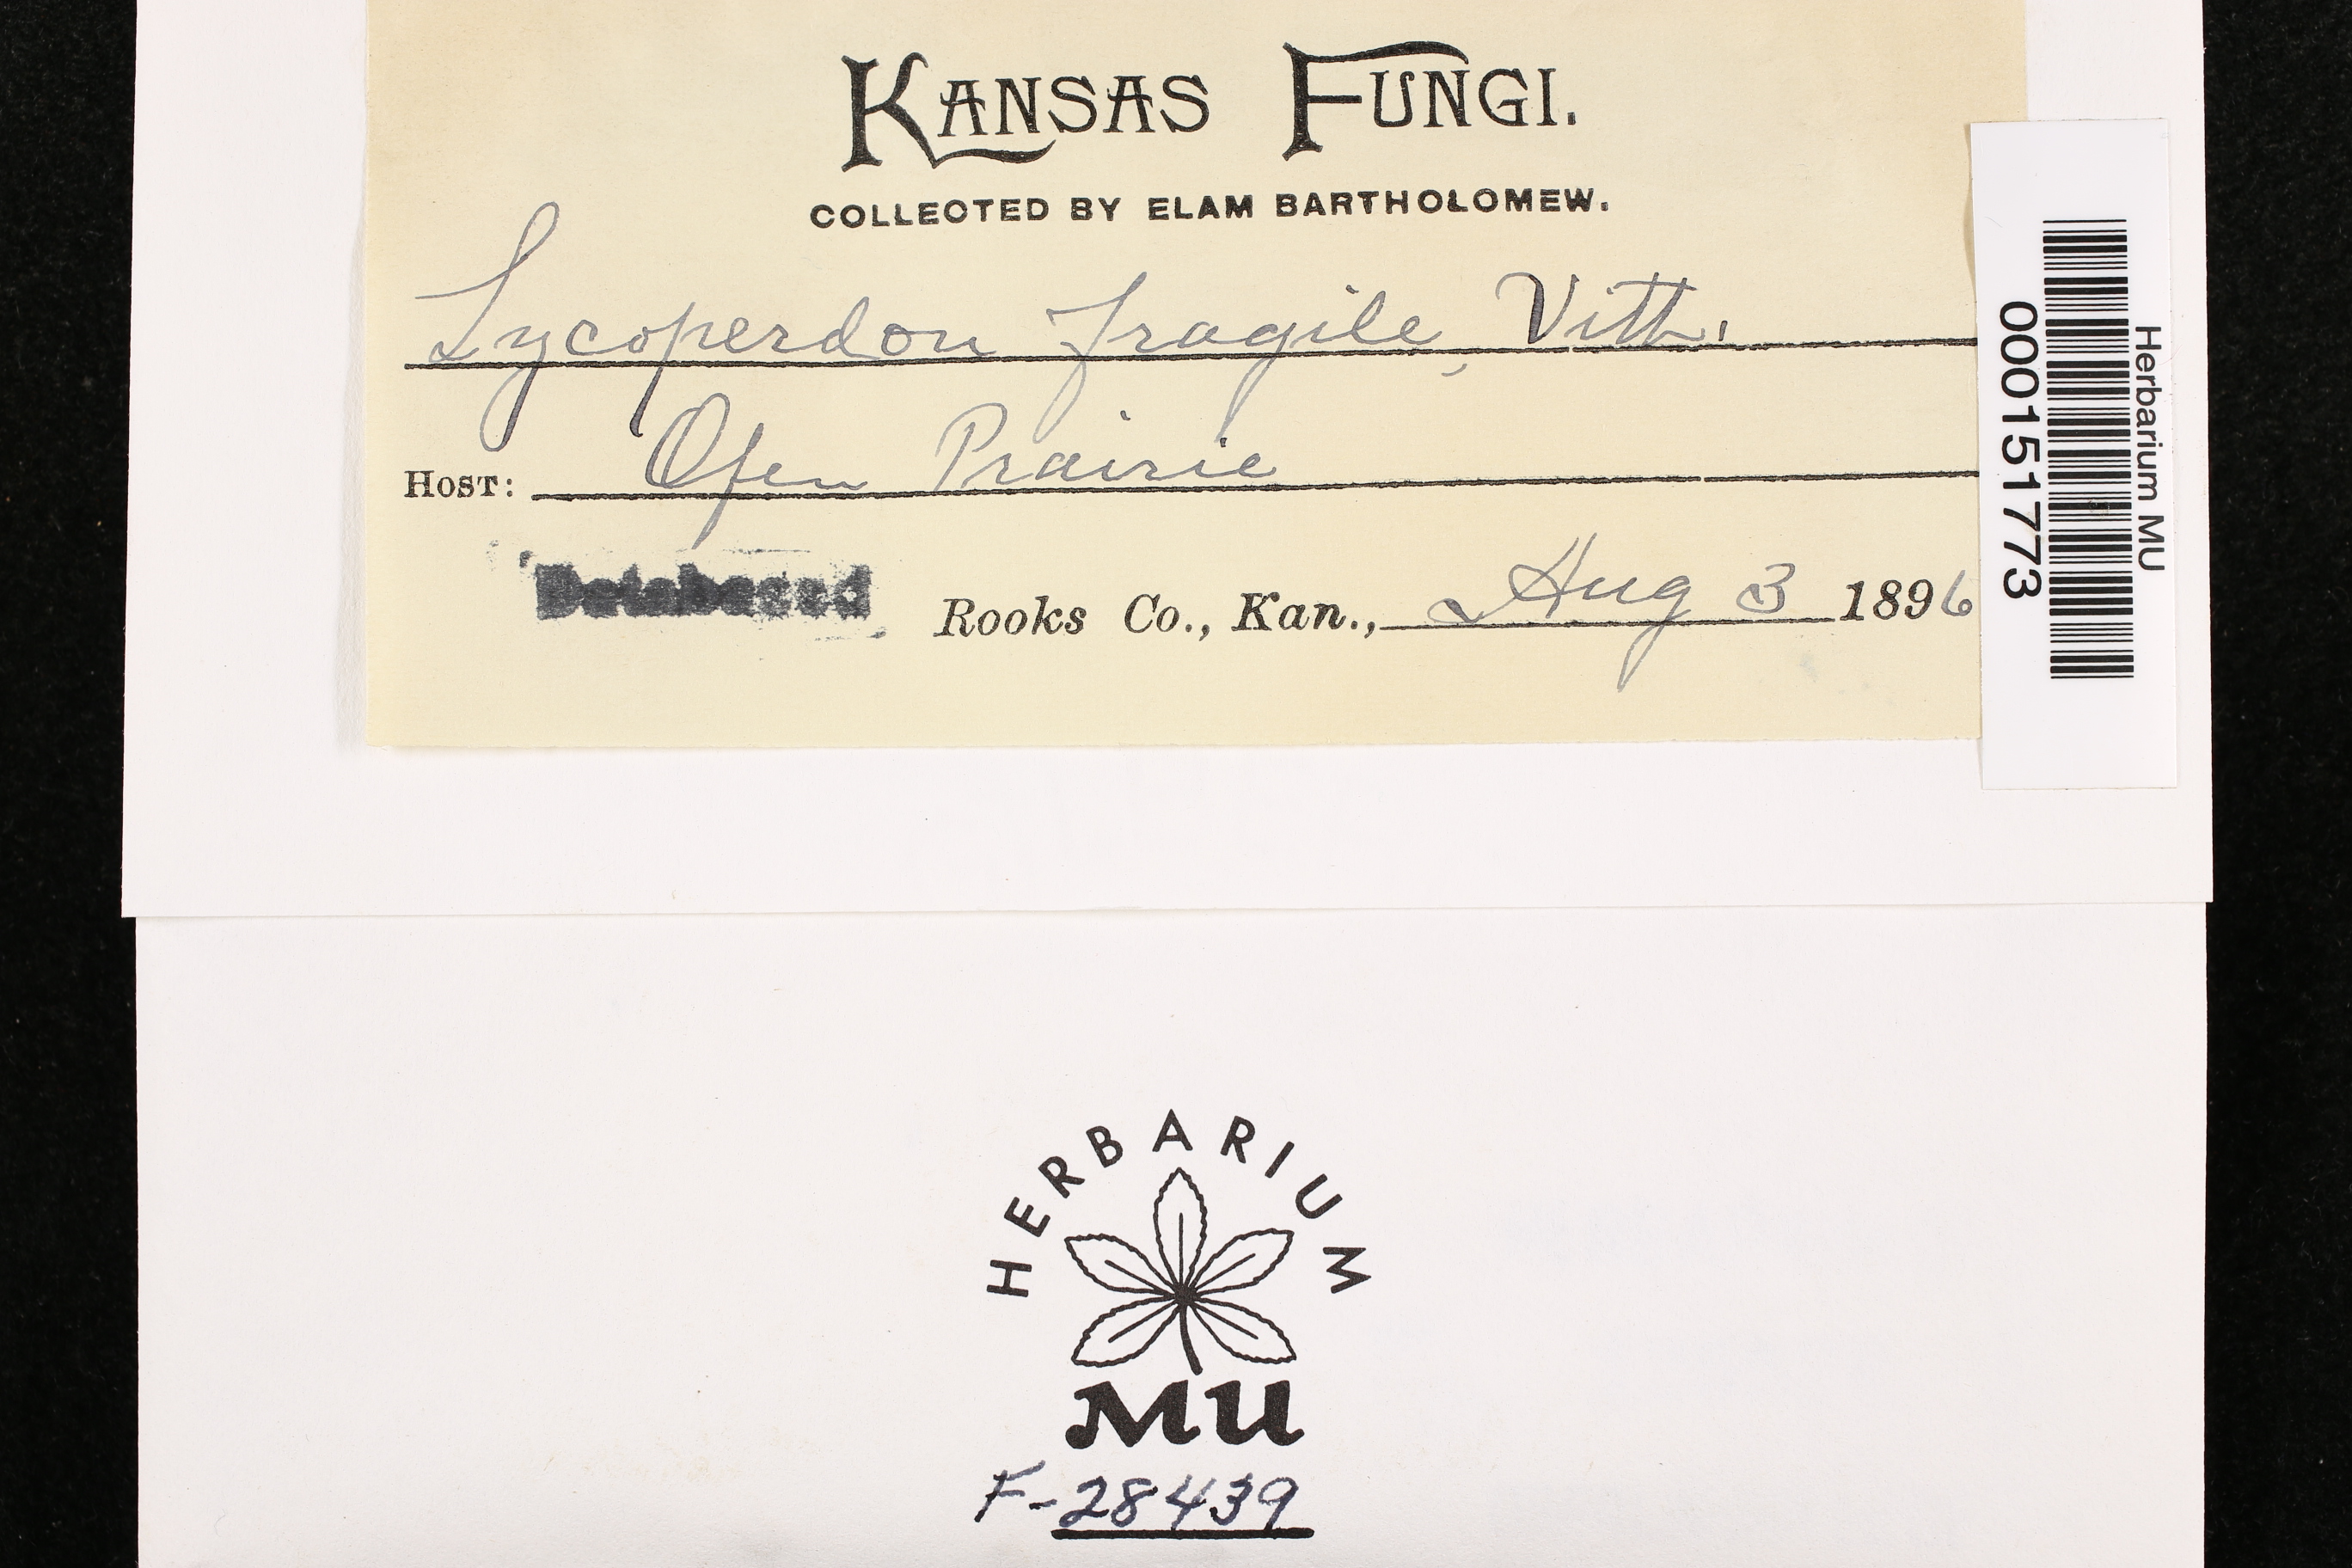 KANSAS FUNGI.
COLLECTED BY ELAM BARTHOLOMEW.
Lycoperdon fragile, Vitt.
HOST: Open Prairie
Databased
Rooks Co., Kan., Aug 3 1896
Herbarium MU
000151773
HERBARIUM
MU
F-28439